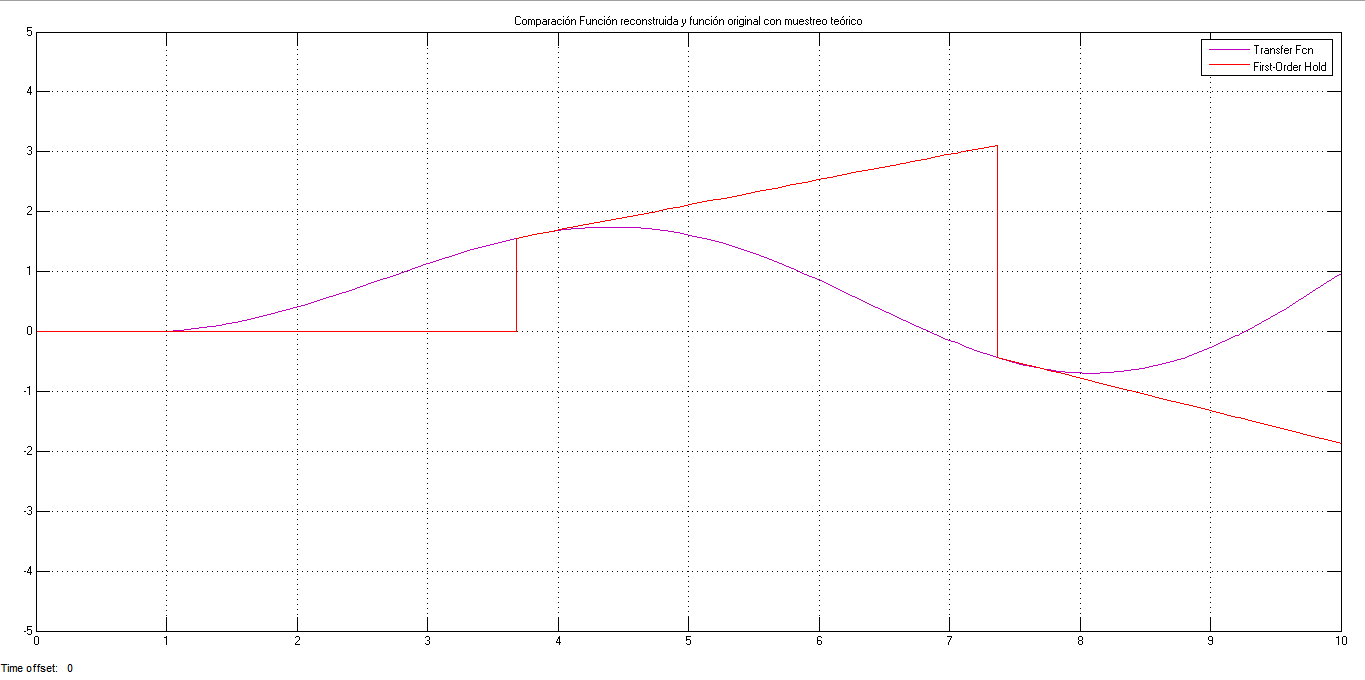 Comparación Función reconstruida y función original con muestreo teórico
Transfer Fcn
First-Order Hold
5
4
3
2
1
0
-1
-2
-3
-4
-5
0 1 2 3 4 5 6 7 8 9 10
Time offset: 0